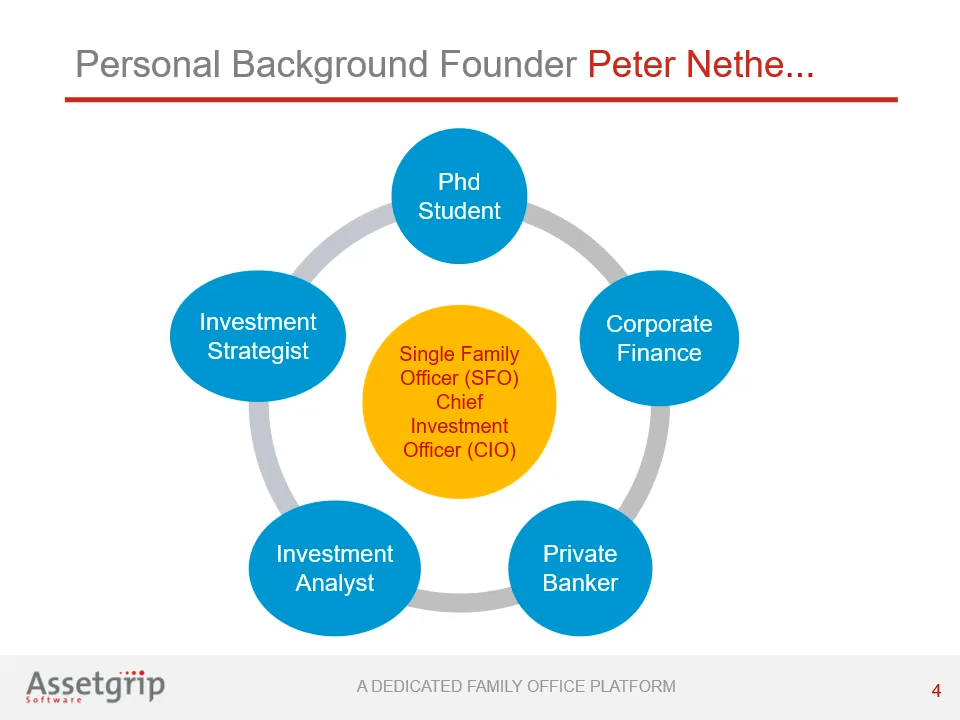 Personal Background Founder Peter Nethe...
Phd
Student
Corporate
Finance
Private
Banker
Investment
Analyst
Investment
Strategist
Single Family
Officer (SFO)
Chief
Investment
Officer (CIO)
Assetgrip
Software
A DEDICATED FAMILY OFFICE PLATFORM
4